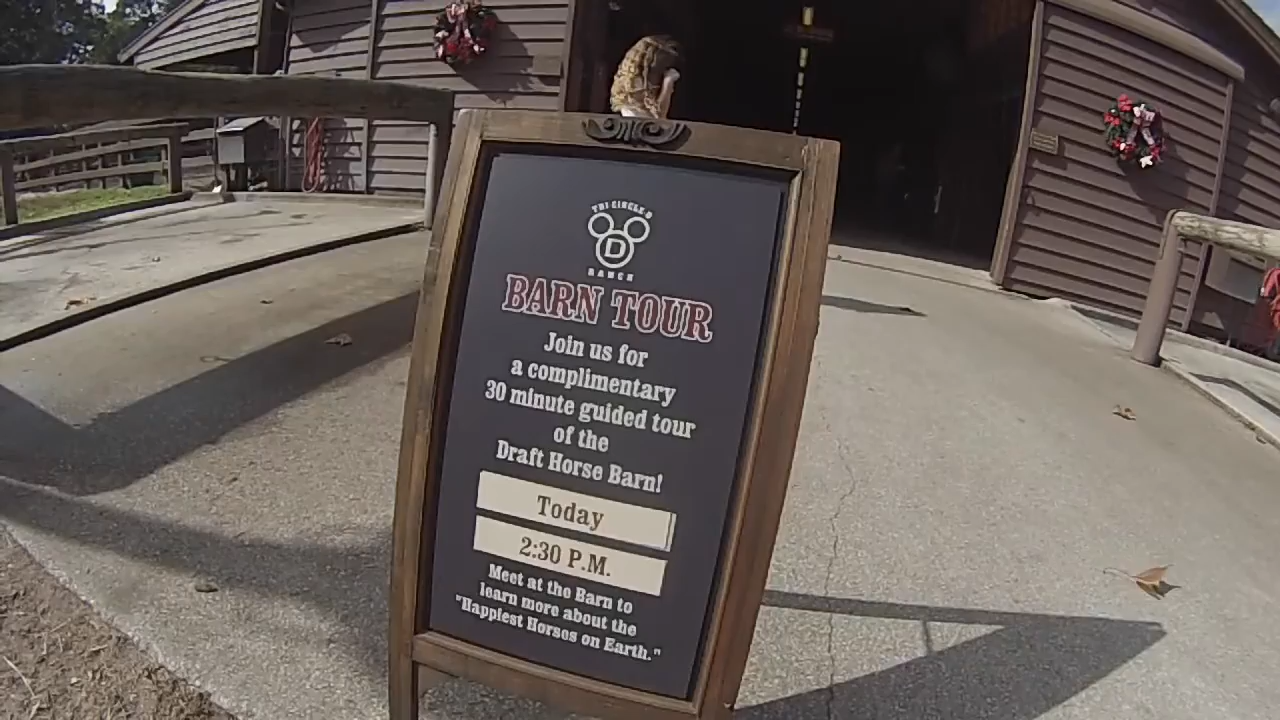 TRI CIRCLE D
D
RANCH
BARN TOUR
Join us for
a complimentary
30 minute guided tour
of the
Draft Horse Barn!
Today
2:30 P.M.
Meet at the Barn to
learn more about the
"Happiest Horses on Earth."